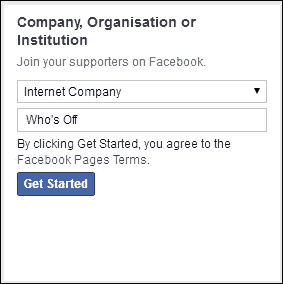 Company, Organisation or
Institution
Join your supporters on Facebook.
Internet Company
Who's Off
By clicking Get Started, you agree to the
Facebook Pages Terms.
Get Started